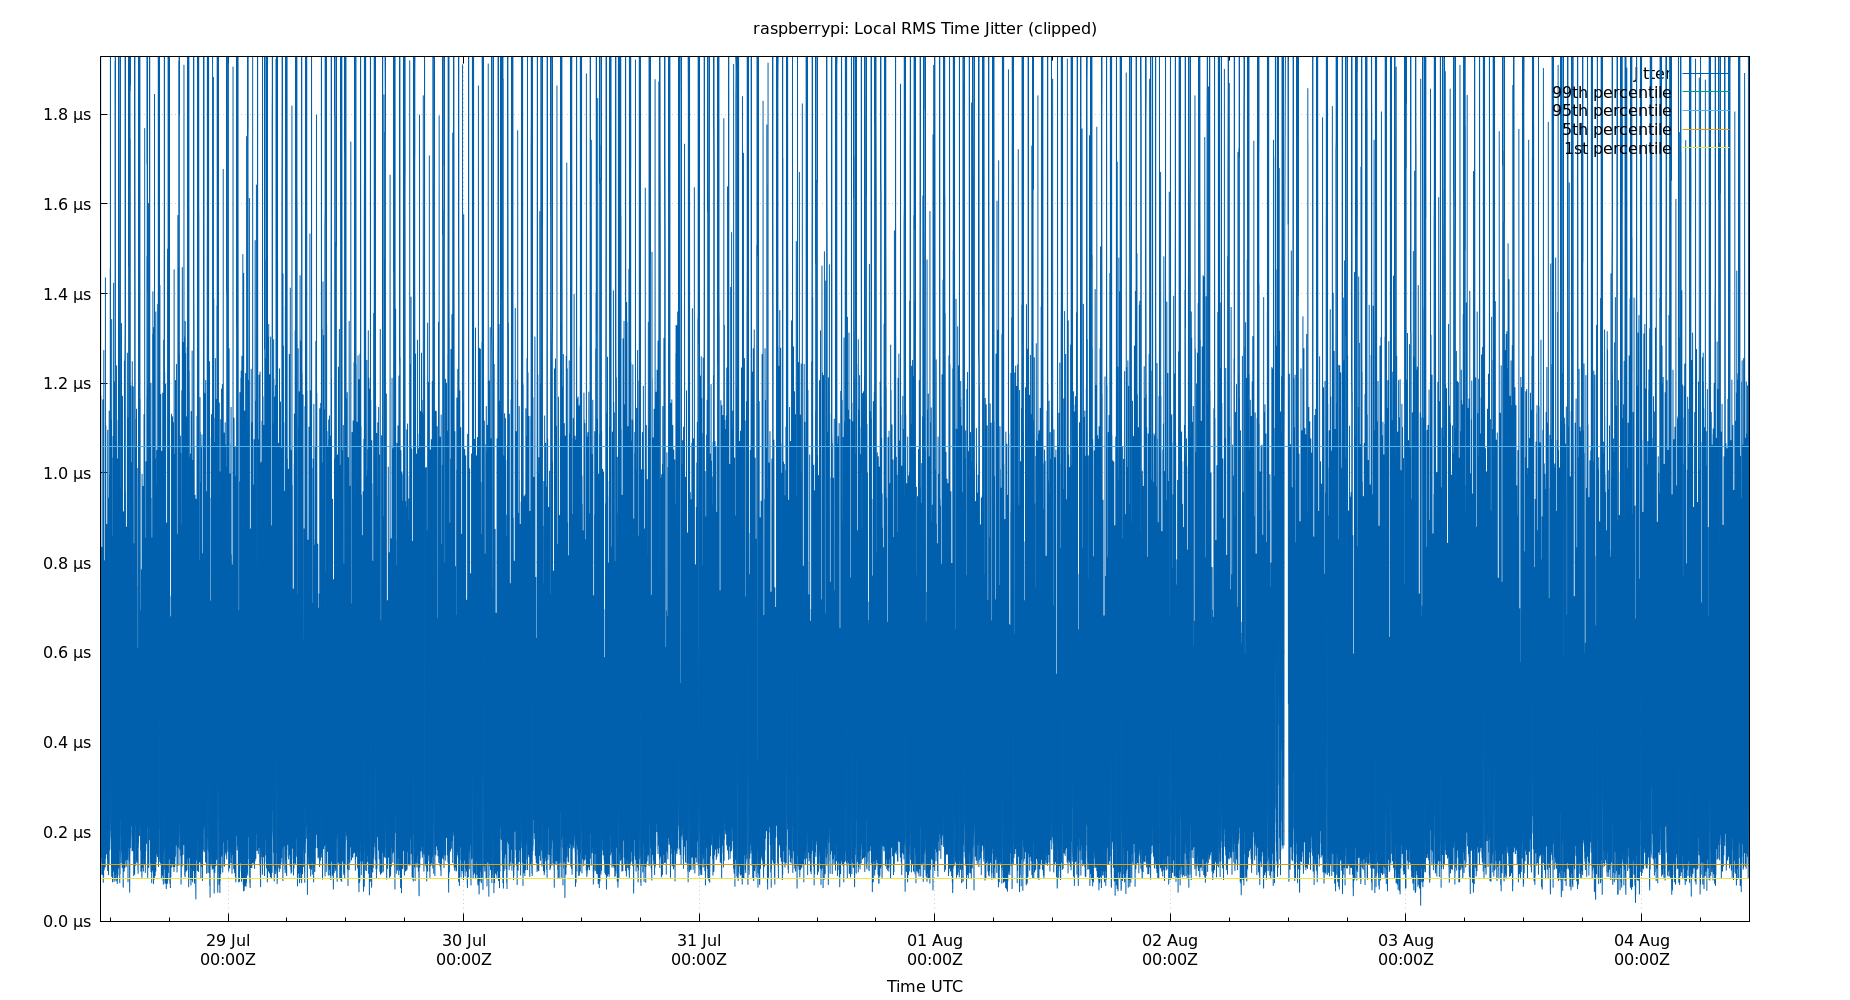 raspberrypi: Local RMS Time Jitter (clipped)
jitter
99th percentile
95th percentile
5th percentile
1st percentile
1.8 µs
1.6 µs
1.4 µs
1.2 µs
1.0 µs
0.8 µs
0.6 µs
0.4 µs
0.2 µs
0.0 µs
29 Jul 30 Jul 31 Jul 01 Aug 02 Aug 03 Aug 04 Aug
00:00Z 00:00Z 00:00Z 00:00Z 00:00Z 00:00Z 00:00Z
Time UTC